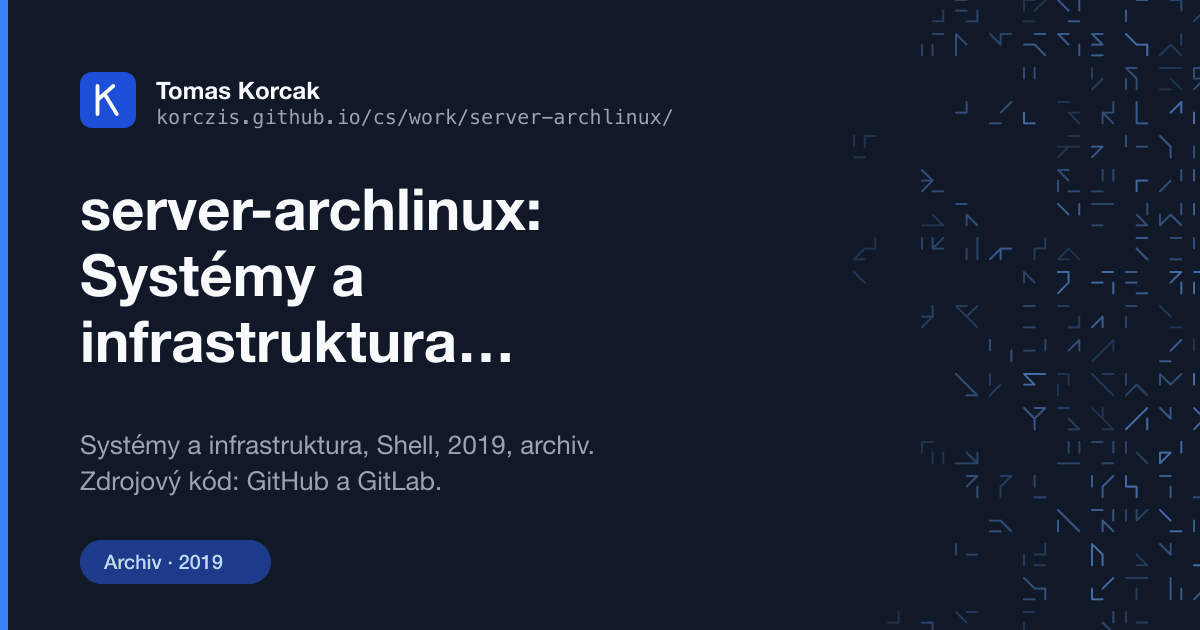 K
Tomas Korcak
korczis.github.io/cs/work/server-archlinux/
server-archlinux:
Systémy a
infrastruktura…
Systémy a infrastruktura, Shell, 2019, archiv.
Zdrojový kód: GitHub a GitLab.
Archiv · 2019